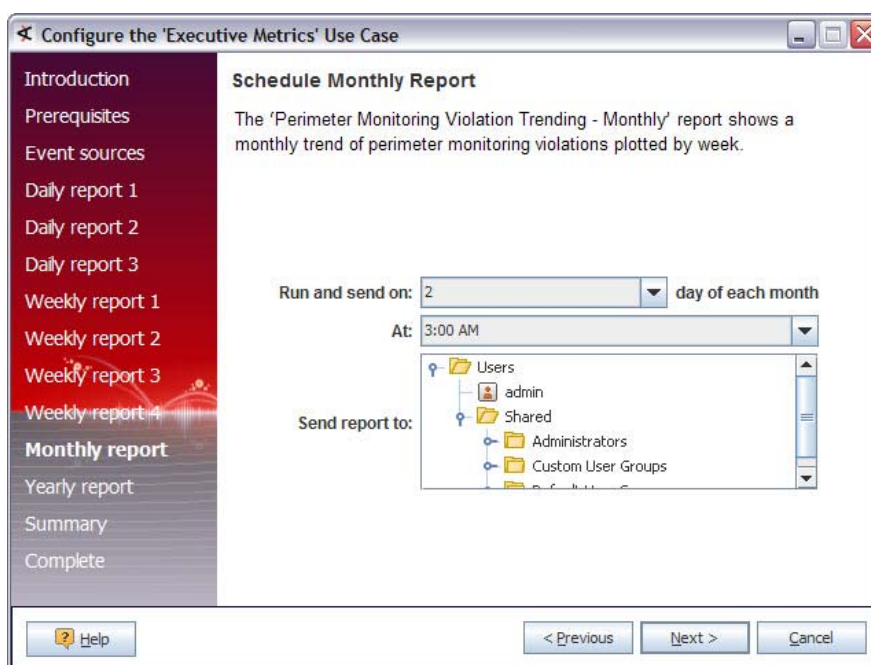 Configure the 'Executive Metrics' Use Case
Introduction
Prerequisites
Event sources
Daily report 1
Daily report 2
Daily report 3
Weekly report 1
Weekly report 2
Weekly report 3
Weekly report 4
Monthly report
Yearly report
Summary
Complete
Schedule Monthly Report
The 'Perimeter Monitoring Violation Trending - Monthly' report shows a
monthly trend of perimeter monitoring violations plotted by week.
Run and send on: 2 day of each month
At: 3:00 AM
Send report to:
Users
admin
Shared
Administrators
Custom User Groups
Help
< Previous
Next >
Cancel